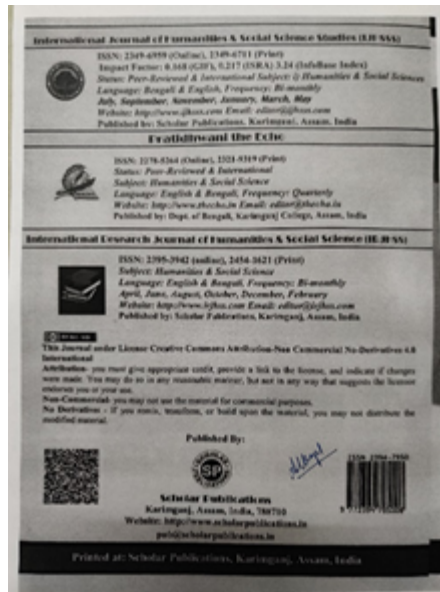 International Journal of Humanities & Social Science Studies (IJHSSS)
ISSN: 2349-6959 (Online), 2349-6711 (Print)
Impact Factor: 0.168 (GIF), 0.217 (ISRA) 3.24 (InfoBase Index)
Status: Peer-Reviewed & International Subject: Humanities & Social Sciences
Language: Bengali & English, Frequency: Bi-monthly
July, September, November, January, March, May
Website: http://www.ijhsss.com Email: editor@ijhsss.com
Published by: Scholar Publications, Karimganj, Assam, India
Pratidhwani the Echo
ISSN: 2278-5264 (Online), 2321-9319 (Print)
Status: Peer-Reviewed & International
Subject: Humanities & Social Science
Language: English & Bengali, Frequency: Quarterly
Website: http://www.thecho.in Email: editor@thecho.in
Published by: Dept. of Bengali, Karimganj College, Assam, India
International Research Journal of Humanities & Social Science (IRJHSS)
(online), 2454-1621 (Print)
Subject: Humanities & Social Science
Language: English & Bengali, Frequency: Bi-monthly
April, June, August, October, December, February
Website: Email:
Published by: Scholar Publications, Karimganj, Assam, India
This Journal under License Creative Commons Attribution-Non Commercial No-Derivatives 4.0
International
Attribution- you must give appropriate credit, provide a link to the license, and indicate if changes
were made. You may do so in any reasonable manner, but not in any way that suggests the licensor
endorses you or your use.
Non-Commercial- you may not use the material for commercial purposes.
No Derivatives - If you remix, transform, or build upon the material, you may not distribute the
modified material.
Published By:
SP
Scholar Publications
Karimganj, Assam, India, 788710
Website: http://www.scholarpublications.in
pub@scholarpublications.in
Printed at: Scholar Publications, Karimganj, Assam, India